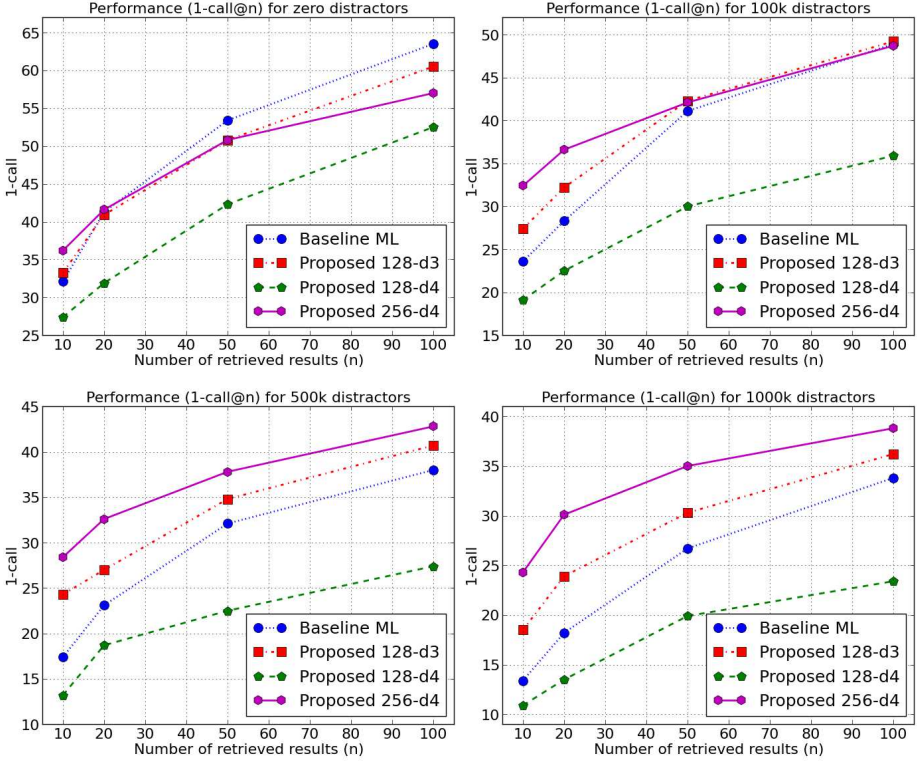 Performance (1-call@n) for zero distractors
65
60
55
50
45
40
35
30
25
1-call
10 20 30 40 50 60 70 80 90 100
Number of retrieved results (n)
Baseline ML
Proposed 128-d3
Proposed 128-d4
Proposed 256-d4
Performance (1-call@n) for 100k distractors
50
45
40
35
30
25
20
15
1-call
10 20 30 40 50 60 70 80 90 100
Number of retrieved results (n)
Baseline ML
Proposed 128-d3
Proposed 128-d4
Proposed 256-d4
Performance (1-call@n) for 500k distractors
45
40
35
30
25
20
15
10
1-call
10 20 30 40 50 60 70 80 90 100
Number of retrieved results (n)
Baseline ML
Proposed 128-d3
Proposed 128-d4
Proposed 256-d4
Performance (1-call@n) for 1000k distractors
40
35
30
25
20
15
10
1-call
10 20 30 40 50 60 70 80 90 100
Number of retrieved results (n)
Baseline ML
Proposed 128-d3
Proposed 128-d4
Proposed 256-d4